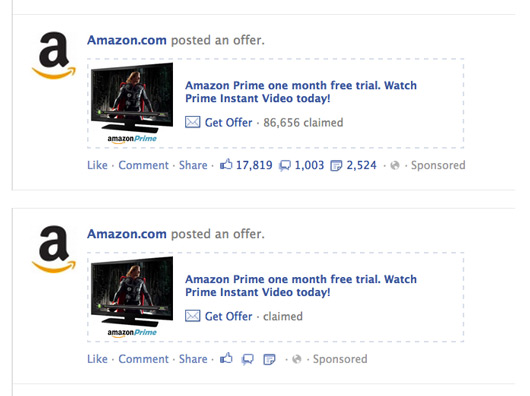 Amazon.com posted an offer.
Amazon Prime one month free trial. Watch
Prime Instant Video today!
Get Offer · 86,656 claimed
amazonPrime
Like · Comment · Share · 17,819 1,003 2,524 · Sponsored
Amazon.com posted an offer.
Amazon Prime one month free trial. Watch
Prime Instant Video today!
Get Offer · claimed
amazonPrime
Like · Comment · Share · · Sponsored